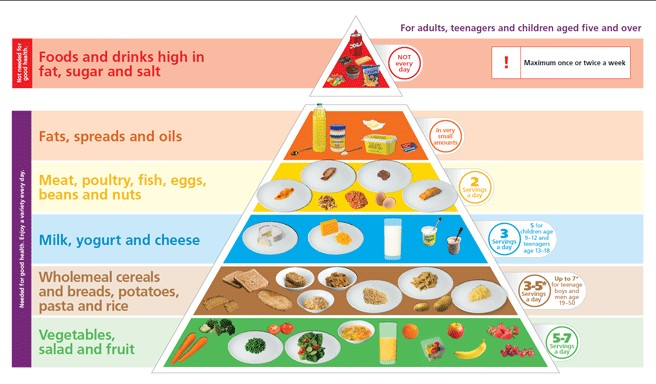 For adults, teenagers and children aged five and over
Not needed for
good health.
Foods and drinks high in
fat, sugar and salt
NOT
every
day
!
Maximum once or twice a week
Needed for good health. Enjoy a variety every day.
Fats, spreads and oils
In very
small
amounts
Meat, poultry, fish, eggs,
beans and nuts
2
Servings
a day
Milk, yogurt and cheese
3
Servings
a day
5 for
children age
9–12 and
teenagers
age 13–18
Wholemeal cereals
and breads, potatoes,
pasta and rice
3-5*
Servings
a day
Up to 7*
for teenage
boys and
men age
19–50
Vegetables,
salad and fruit
5-7
Servings
a day